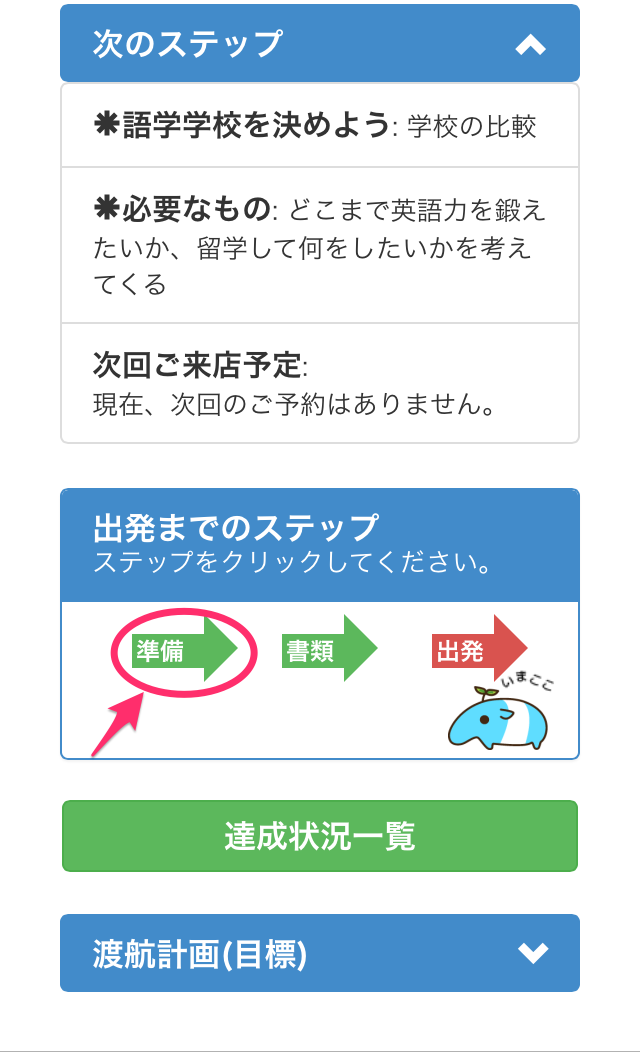 次のステップ
✱語学学校を決めよう: 学校の比較
✱必要なもの: どこまで英語力を鍛え
たいか、留学して何をしたいかを考え
てくる
次回ご来店予定:
現在、次回のご予約はありません。
出発までのステップ
ステップをクリックしてください。
準備 書類 出発
いまここ
達成状況一覧
渡航計画(目標)